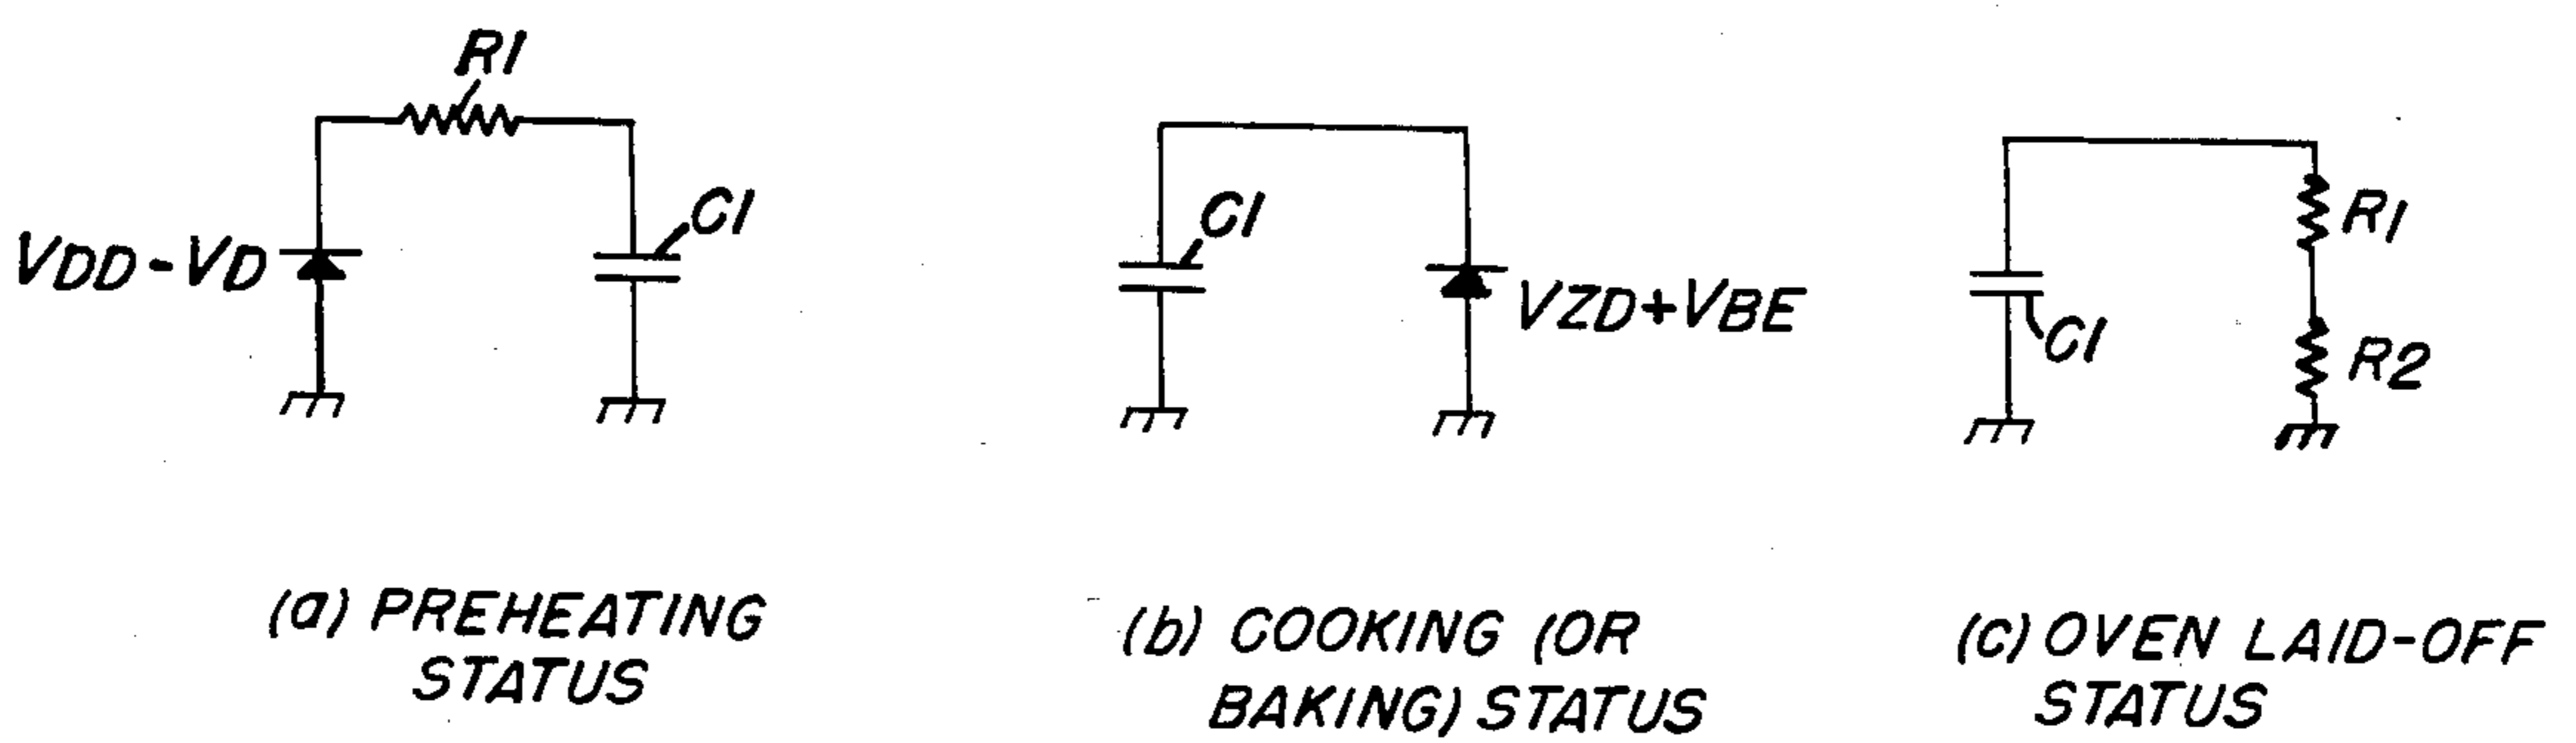 R1
VDD-VD
C1
(a) PREHEATING
STATUS
C1
VZD+VBE
(b) COOKING (OR
BAKING) STATUS
R1
C1
R2
(c) OVEN LAID-OFF
STATUS